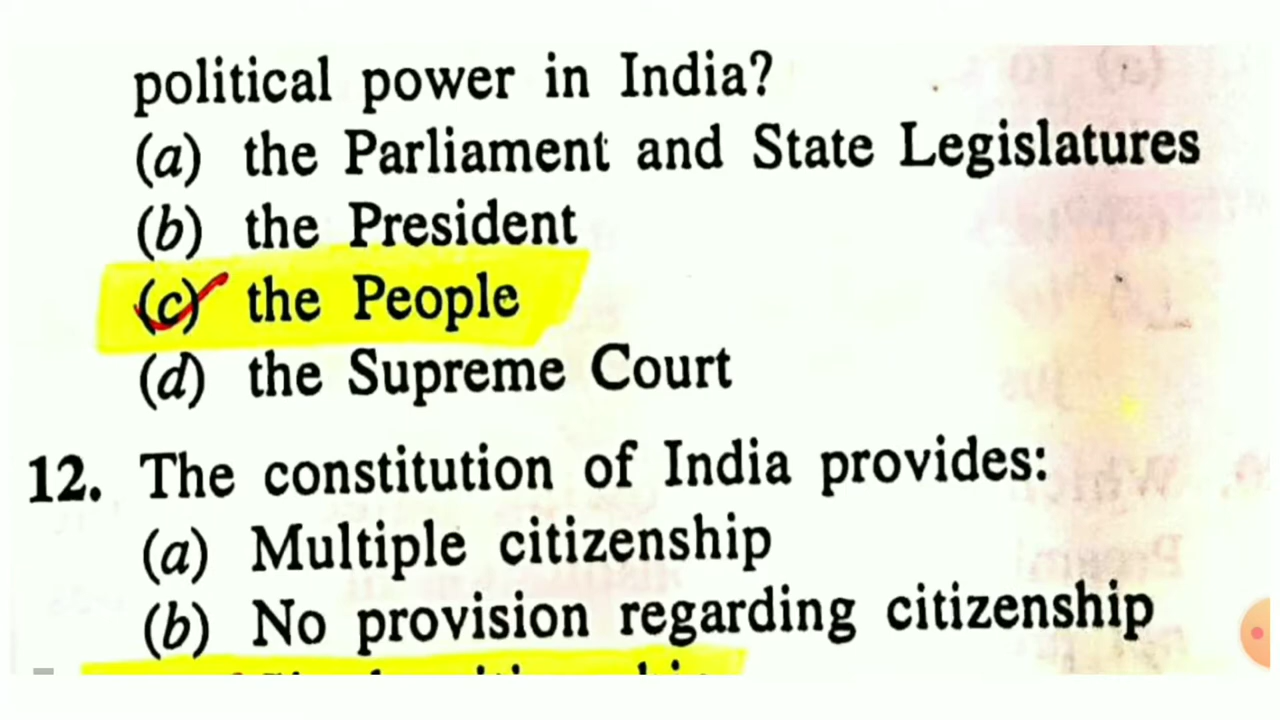 political power in India?
(a) the Parliament and State Legislatures
(b) the President
(c) the People
(d) the Supreme Court
12. The constitution of India provides:
(a) Multiple citizenship
(b) No provision regarding citizenship